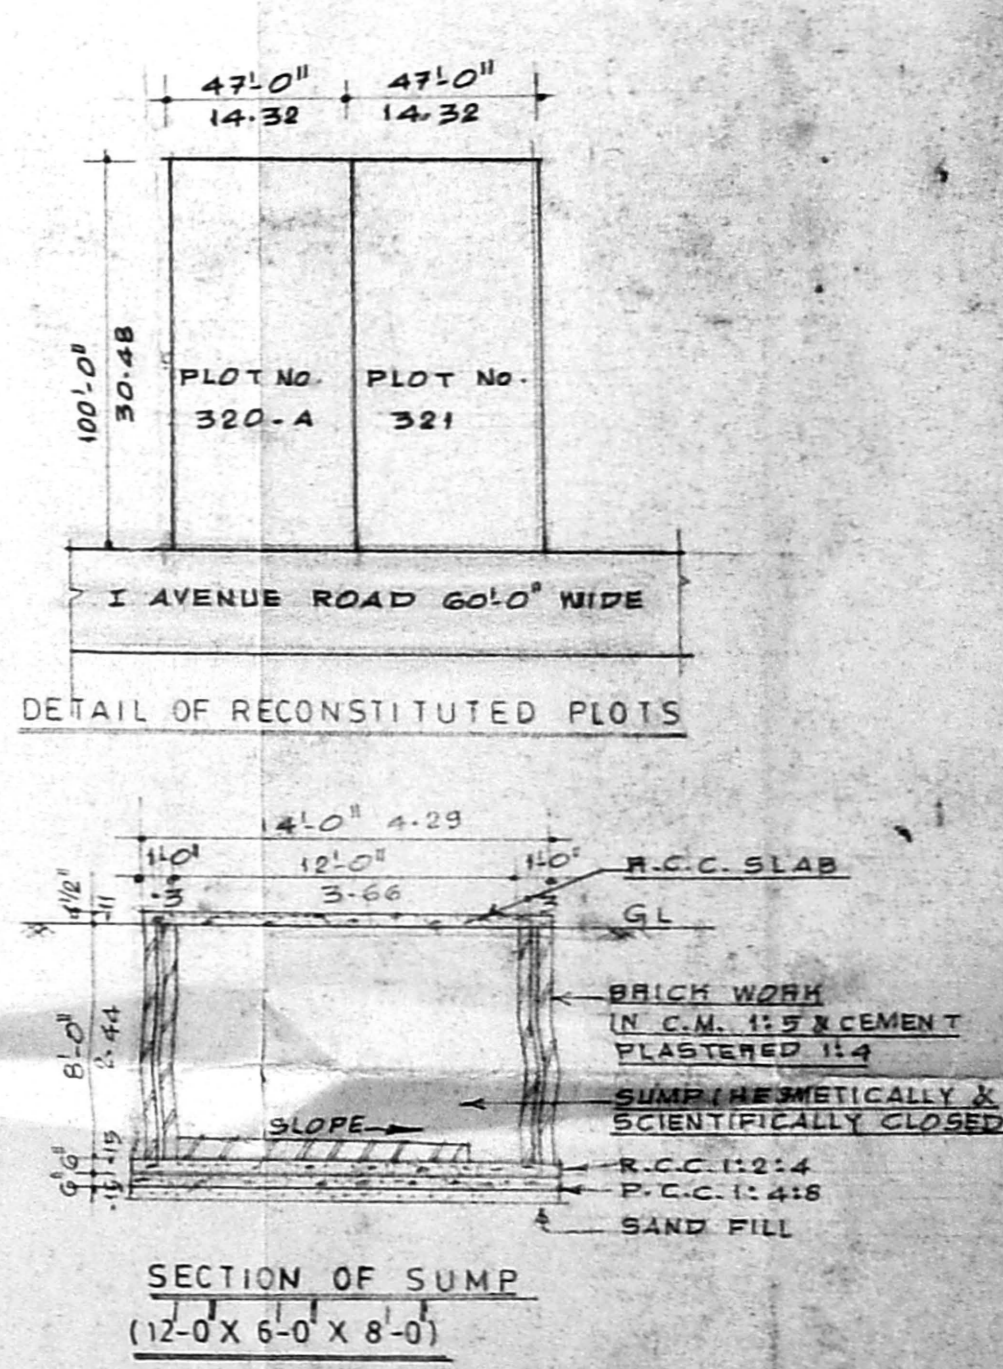 47'-0" 47'-0"
14.32 14.32
100'-0"
30.48
PLOT NO. PLOT NO.
320-A 321
I AVENUE ROAD 60'-0" WIDE
DETAIL OF RECONSTITUTED PLOTS
14'-0" 4.29
1'-0" 12'-0" 1'-0"
.3 3.66
R.C.C. SLAB
4½"
.11
GL
BRICK WORK
IN C.M. 1:5 & CEMENT
PLASTERED 1:4
8'-0"
2.44
SUMP (HERMETICALLY &
SCIENTIFICALLY CLOSED
SLOPE
6" .15
R.C.C. 1:2:4
6" .15
P.C.C. 1:4:8
SAND FILL
SECTION OF SUMP
(12'-0" X 6'-0" X 8'-0")